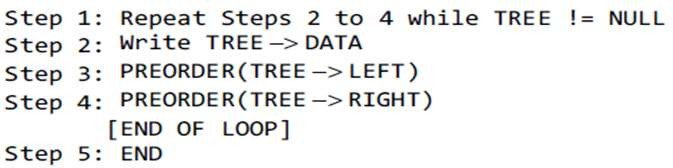 Step 1: Repeat Steps 2 to 4 while TREE != NULL
Step 2: Write TREE —> DATA
Step 3: PREORDER(TREE —> LEFT)
Step 4: PREORDER(TREE —> RIGHT)
[END OF LOOP]
Step 5: END